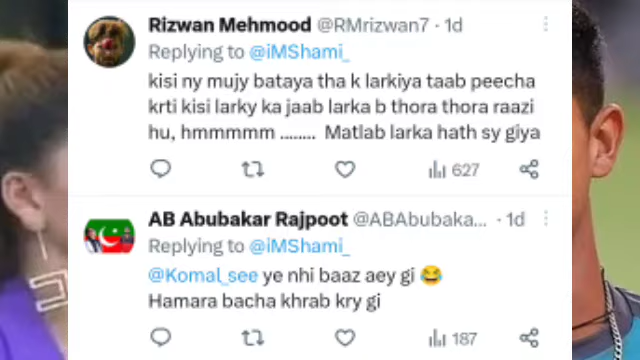 Rizwan Mehmood @RMrizwan7 · 1d
Replying to @iMShami_
kisi ny mujy bataya tha k larkiya taab peecha
krti kisi larky ka jaab larka b thora thora raazi
hu, hmmmmm ........ Matlab larka hath sy giya
627
AB Abubakar Rajpoot @ABAbubaka... · 1d
Replying to @iMShami_
@Komal_see ye nhi baaz aey gi 😂
Hamara bacha khrab kry gi
187